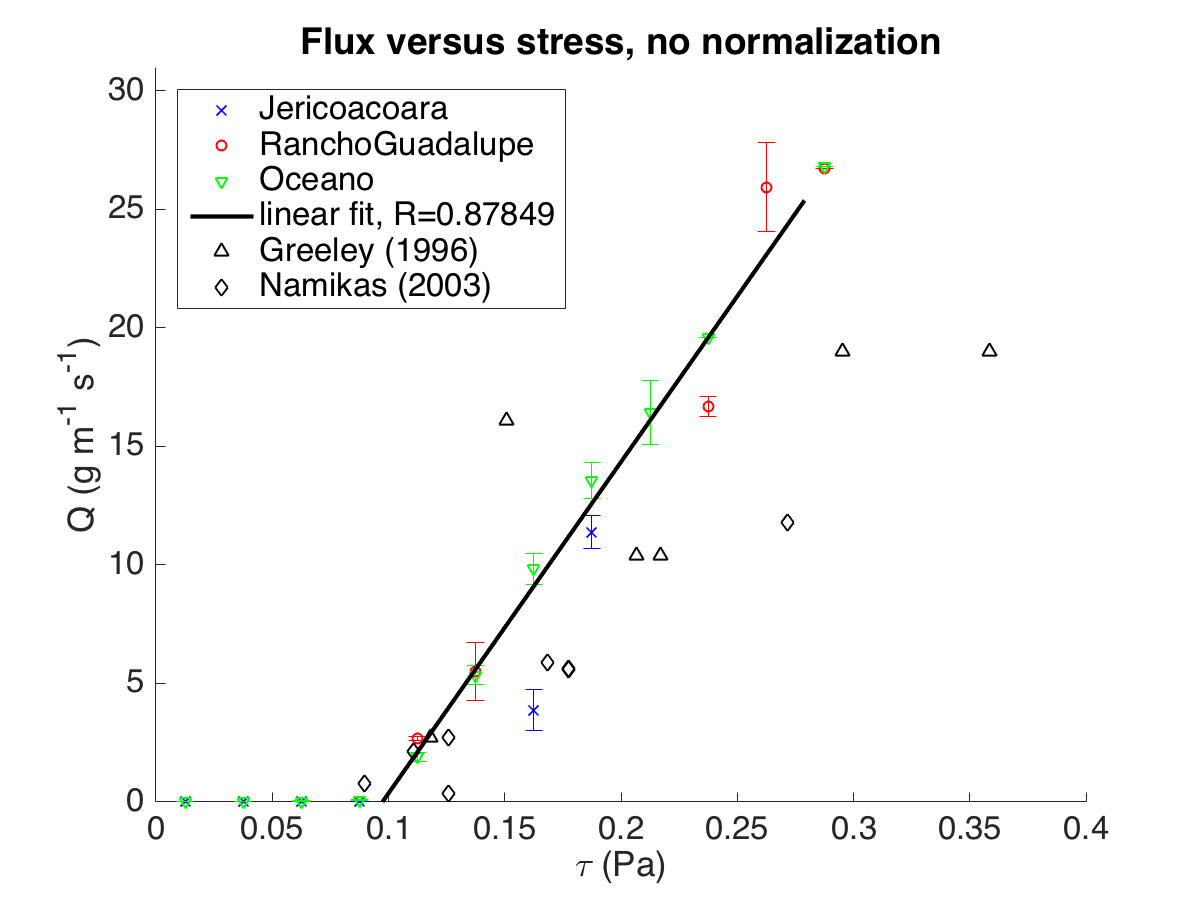 Flux versus stress, no normalization
30
25
20
15
10
5
0
Q (g m⁻¹ s⁻¹)
Jericoacoara
RanchoGuadalupe
Oceano
linear fit, R=0.87849
Greeley (1996)
Namikas (2003)
0 0.05 0.1 0.15 0.2 0.25 0.3 0.35 0.4
τ (Pa)